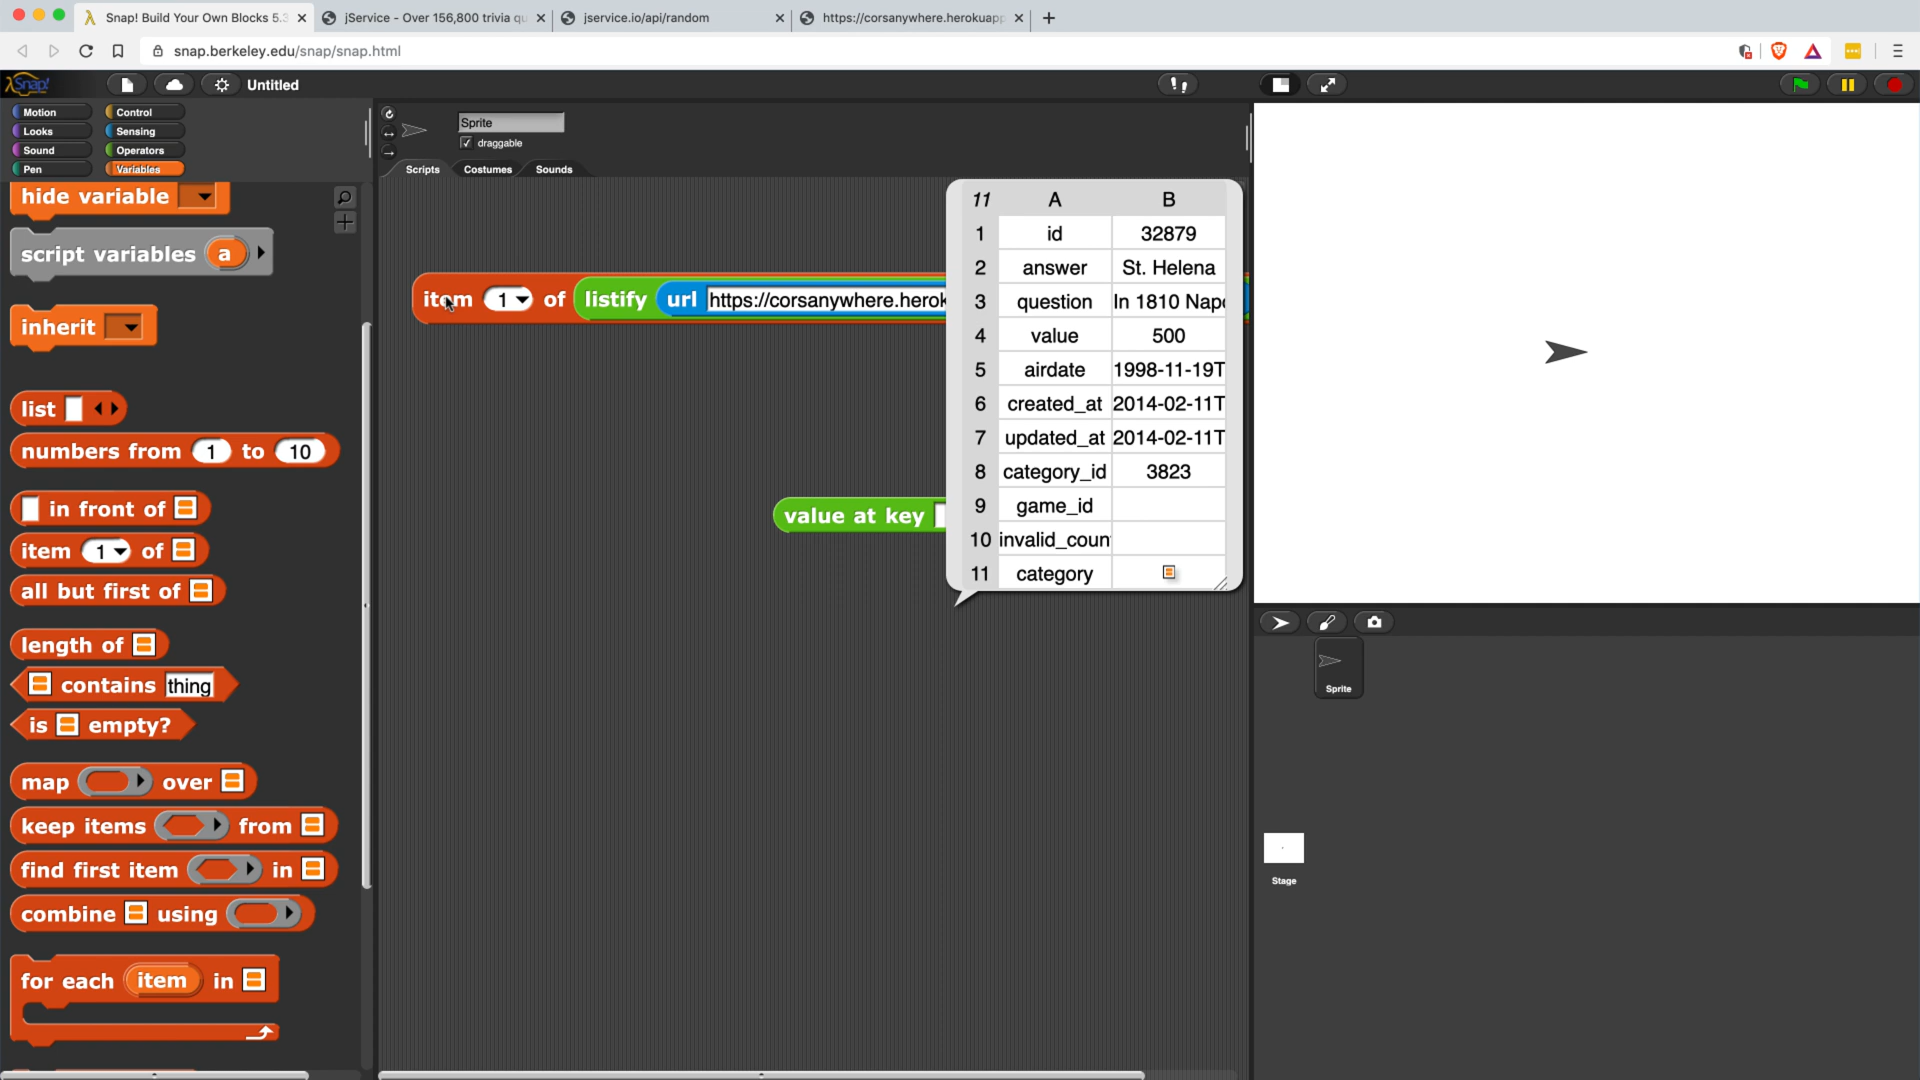 Snap! Build Your Own Blocks 5.3
jService - Over 156,800 trivia qu
jservice.io/api/random
https://corsanywhere.herokuapp
snap.berkeley.edu/snap/snap.html
Snap!
Untitled
Motion
Control
Looks
Sensing
Sound
Operators
Pen
Variables
Sprite
draggable
Scripts
Costumes
Sounds
hide variable
script variables a
inherit
list
numbers from 1 to 10
in front of
item 1 of
all but first of
length of
contains thing
is empty?
map over
keep items from
find first item in
combine using
for each item in
item 1 of listify url https://corsanywhere.herok
value at key
11 A B
1 id 32879
2 answer St. Helena
3 question In 1810 Napo
4 value 500
5 airdate 1998-11-19T
6 created_at 2014-02-11T
7 updated_at 2014-02-11T
8 category_id 3823
9 game_id
10 invalid_coun
11 category
Sprite
Stage